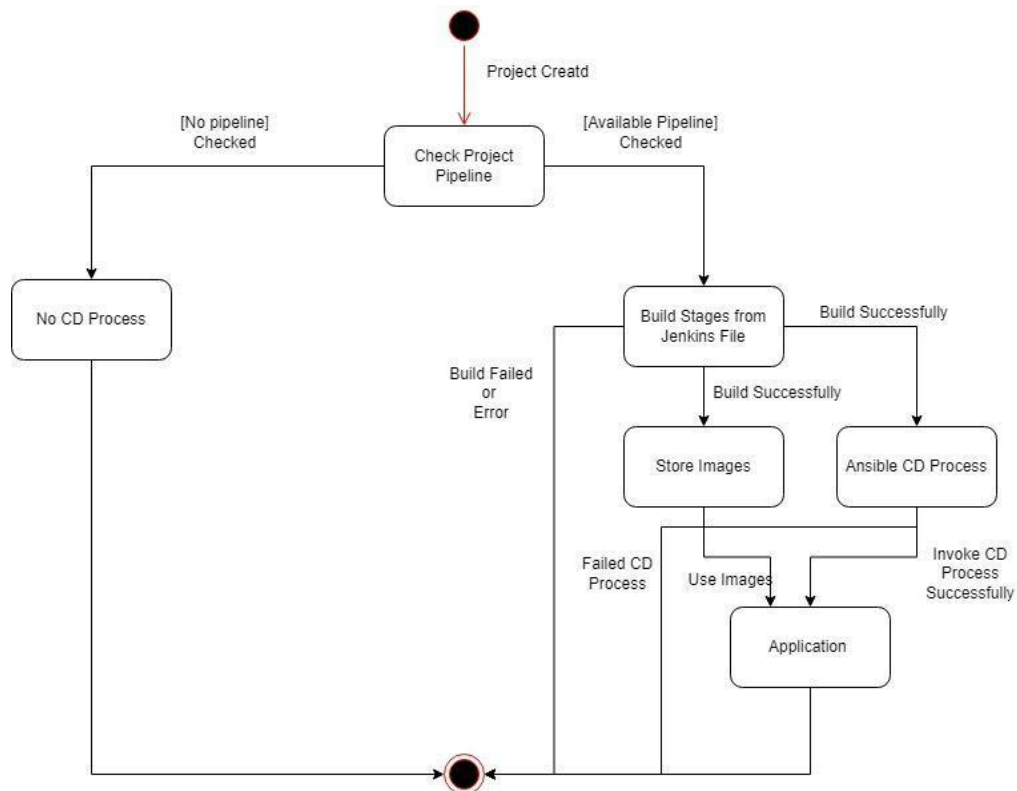 Project Creatd
[No pipeline]
Checked
[Available Pipeline]
Checked
Check Project
Pipeline
No CD Process
Build Stages from
Jenkins File
Build Successfully
Build Failed
or
Error
Build Successfully
Store Images
Ansible CD Process
Failed CD
Process
Use Images
Invoke CD
Process
Successfully
Application